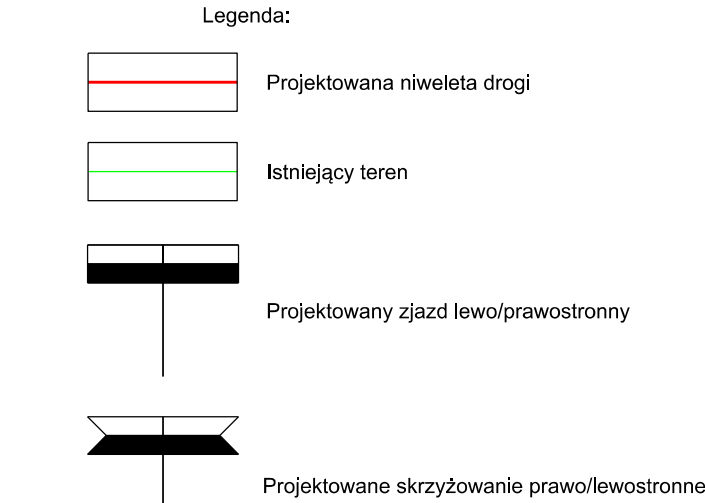 Legenda:
Projektowana niweleta drogi
Istniejący teren
Projektowany zjazd lewo/prawostronny
Projektowane skrzyżowanie prawo/lewostronne